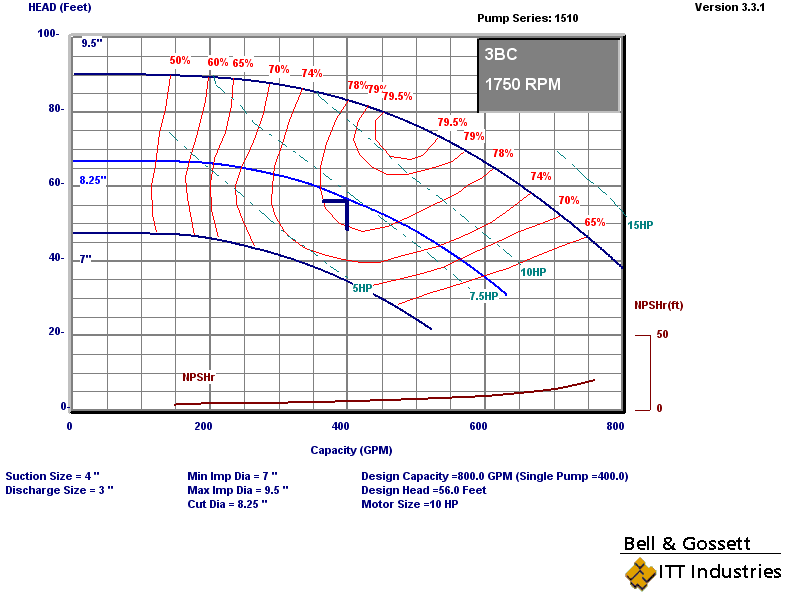 HEAD (Feet)
Version 3.3.1
Pump Series: 1510
100-
9.5"
3BC
1750 RPM
50%
60%
65%
70%
74%
78%
79%
79.5%
80-
79.5%
79%
78%
74%
70%
65%
60-
8.25"
15HP
40-
7"
10HP
5HP
7.5HP
NPSHr(ft)
20-
50
NPSHr
0-
0
0
200
400
600
800
Capacity (GPM)
Suction Size = 4 "
Min Imp Dia = 7 "
Design Capacity =800.0 GPM (Single Pump =400.0)
Discharge Size = 3 "
Max Imp Dia = 9.5 "
Design Head =56.0 Feet
Cut Dia = 8.25 "
Motor Size =10 HP
Bell & Gossett
ITT Industries